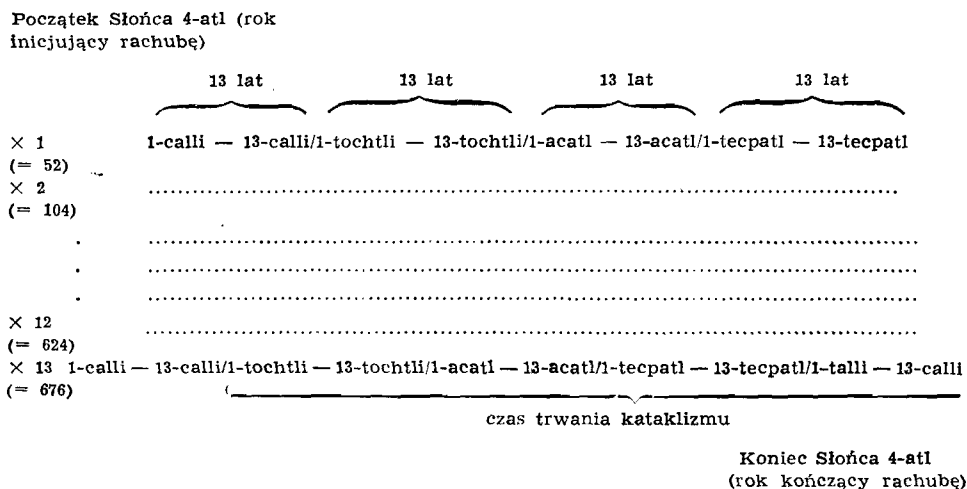 Początek Słońca 4-atl (rok
inicjujący rachubę)
13 lat 13 lat 13 lat 13 lat
× 1 1-calli — 13-calli/1-tochtli — 13-tochtli/1-acatl — 13-acatl/1-tecpatl — 13-tecpatl
(= 52)
× 2 ....................................................................................
(= 104)
. ....................................................................................
. ....................................................................................
. ....................................................................................
× 12 ....................................................................................
(= 624)
× 13 1-calli — 13-calli/1-tochtli — 13-tochtli/1-acatl — 13-acatl/1-tecpatl — 13-tecpatl/1-talli — 13-calli
(= 676)
czas trwania kataklizmu
Koniec Słońca 4-atl
(rok kończący rachubę)